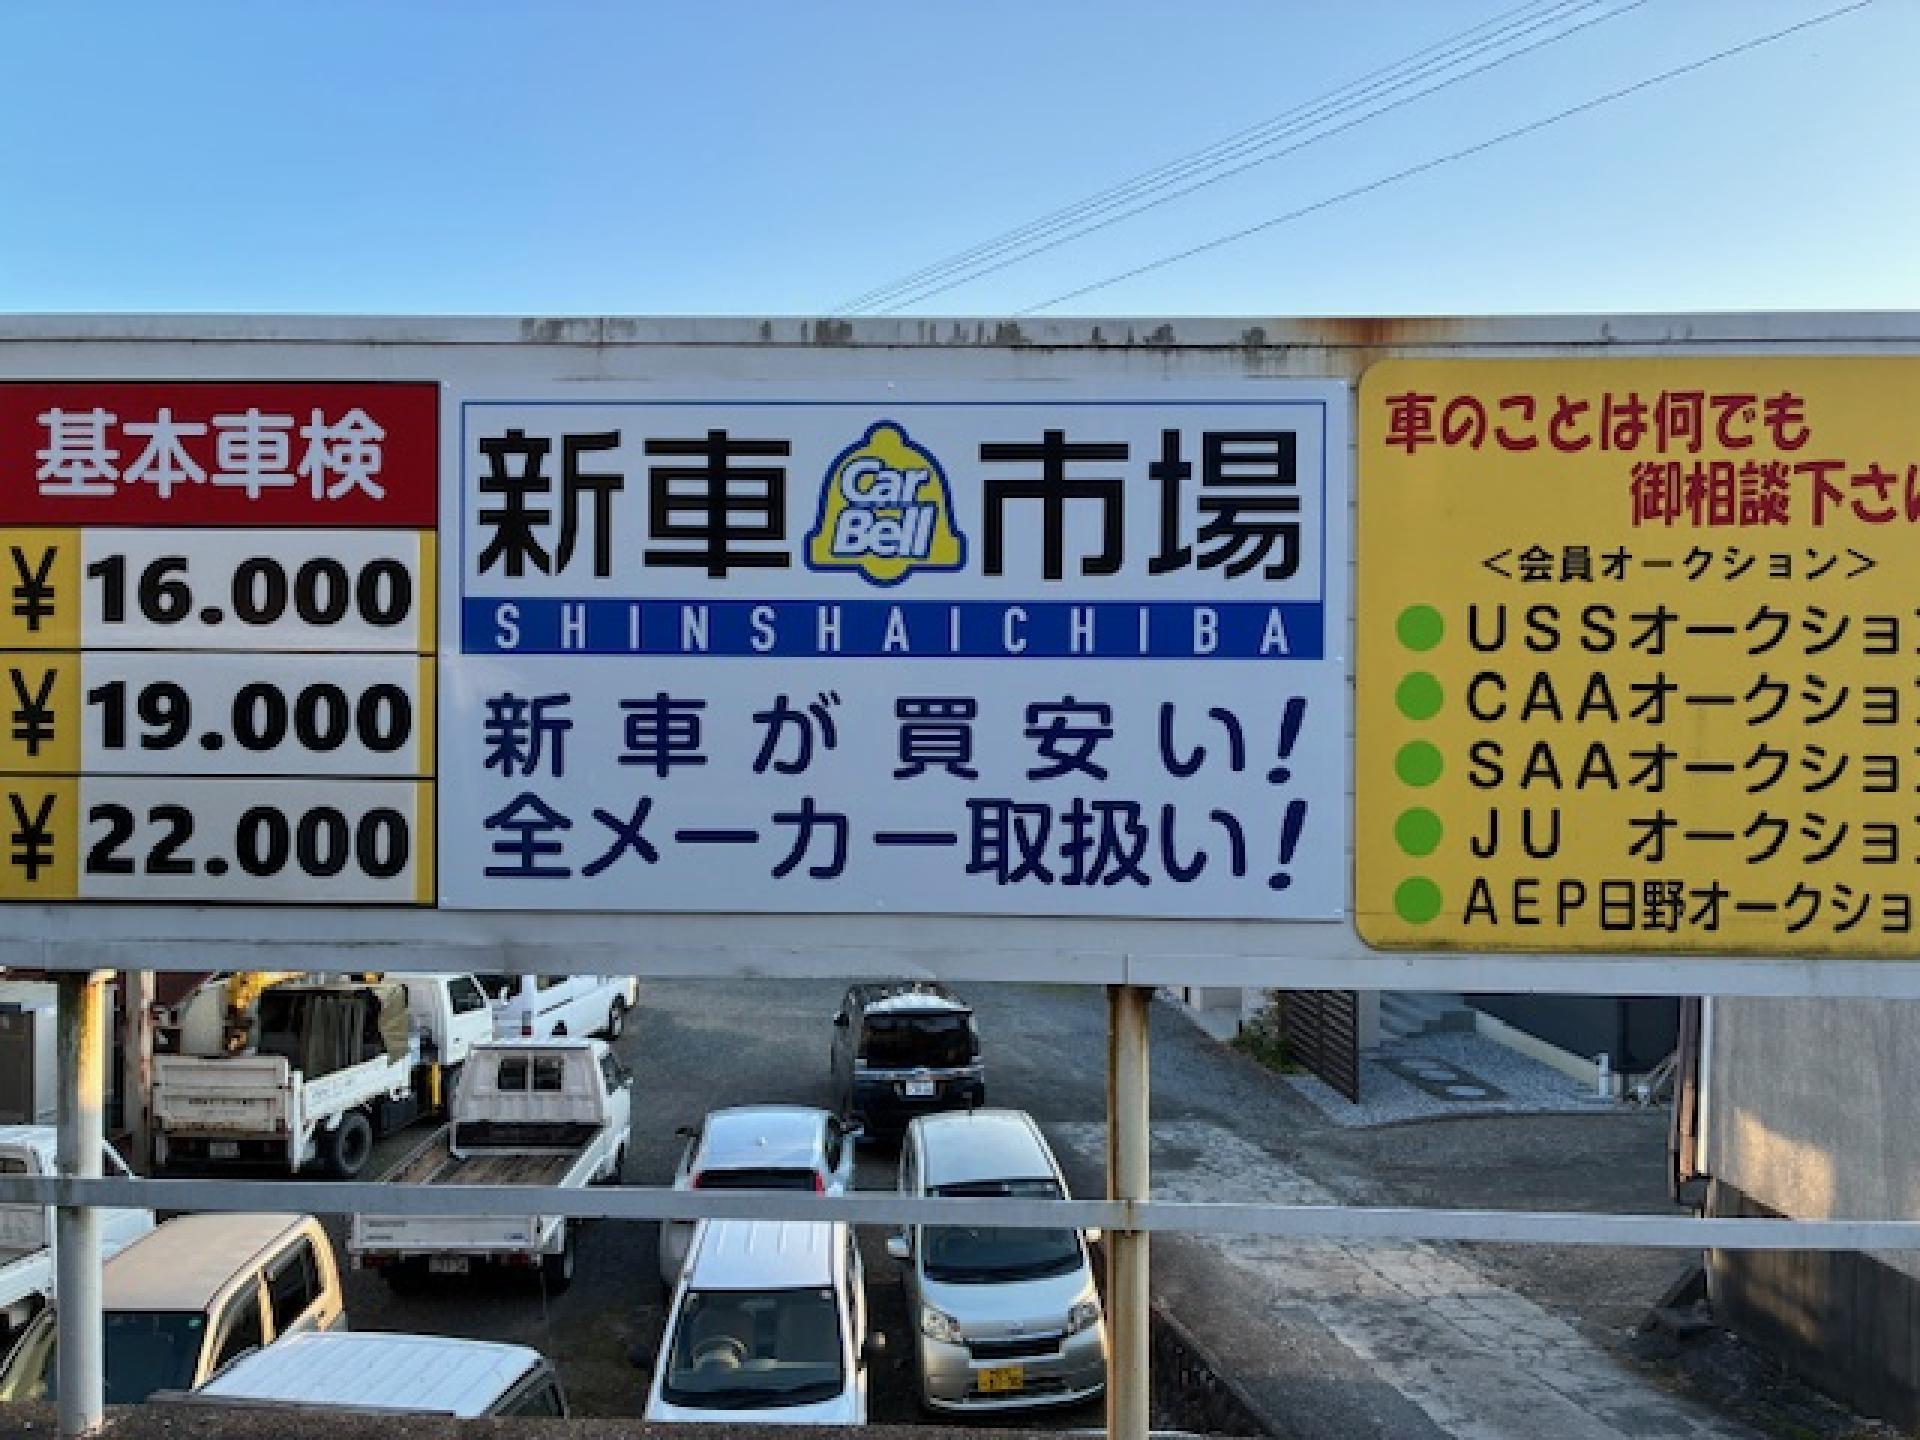 基本車検
¥16.000
¥19.000
¥22.000
新車
Car
Bell
市場
SHINSHAICHIBA
新車が買安い!
全メーカー取扱い!
車のことは何でも
御相談下さ
<会員オークション>
USSオークショ
CAAオークショ
SAAオークショ
JU オークショ
AEP日野オークショ